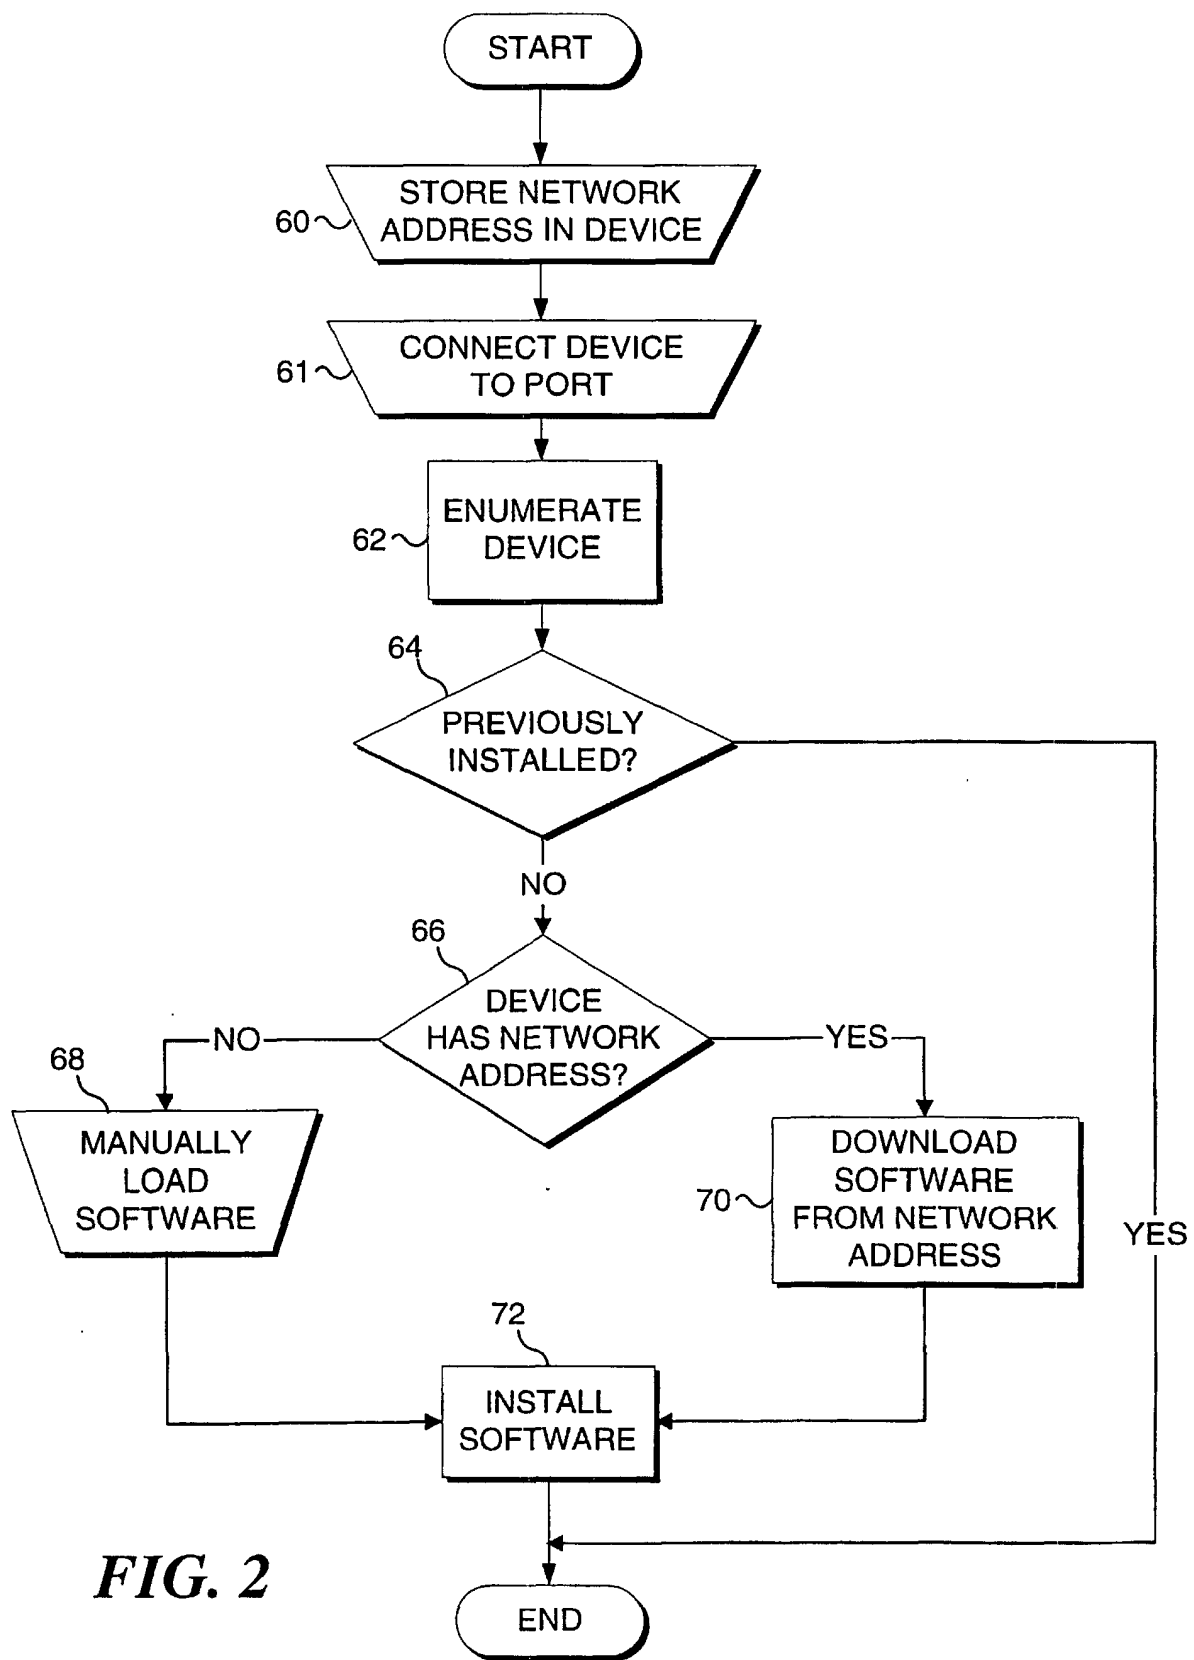 START
STORE NETWORK
ADDRESS IN DEVICE
60
CONNECT DEVICE
TO PORT
61
ENUMERATE
DEVICE
62
64
PREVIOUSLY
INSTALLED?
NO
66
DEVICE
HAS NETWORK
ADDRESS?
NO
YES
68
MANUALLY
LOAD
SOFTWARE
70
DOWNLOAD
SOFTWARE
FROM NETWORK
ADDRESS
YES
72
INSTALL
SOFTWARE
FIG. 2
END